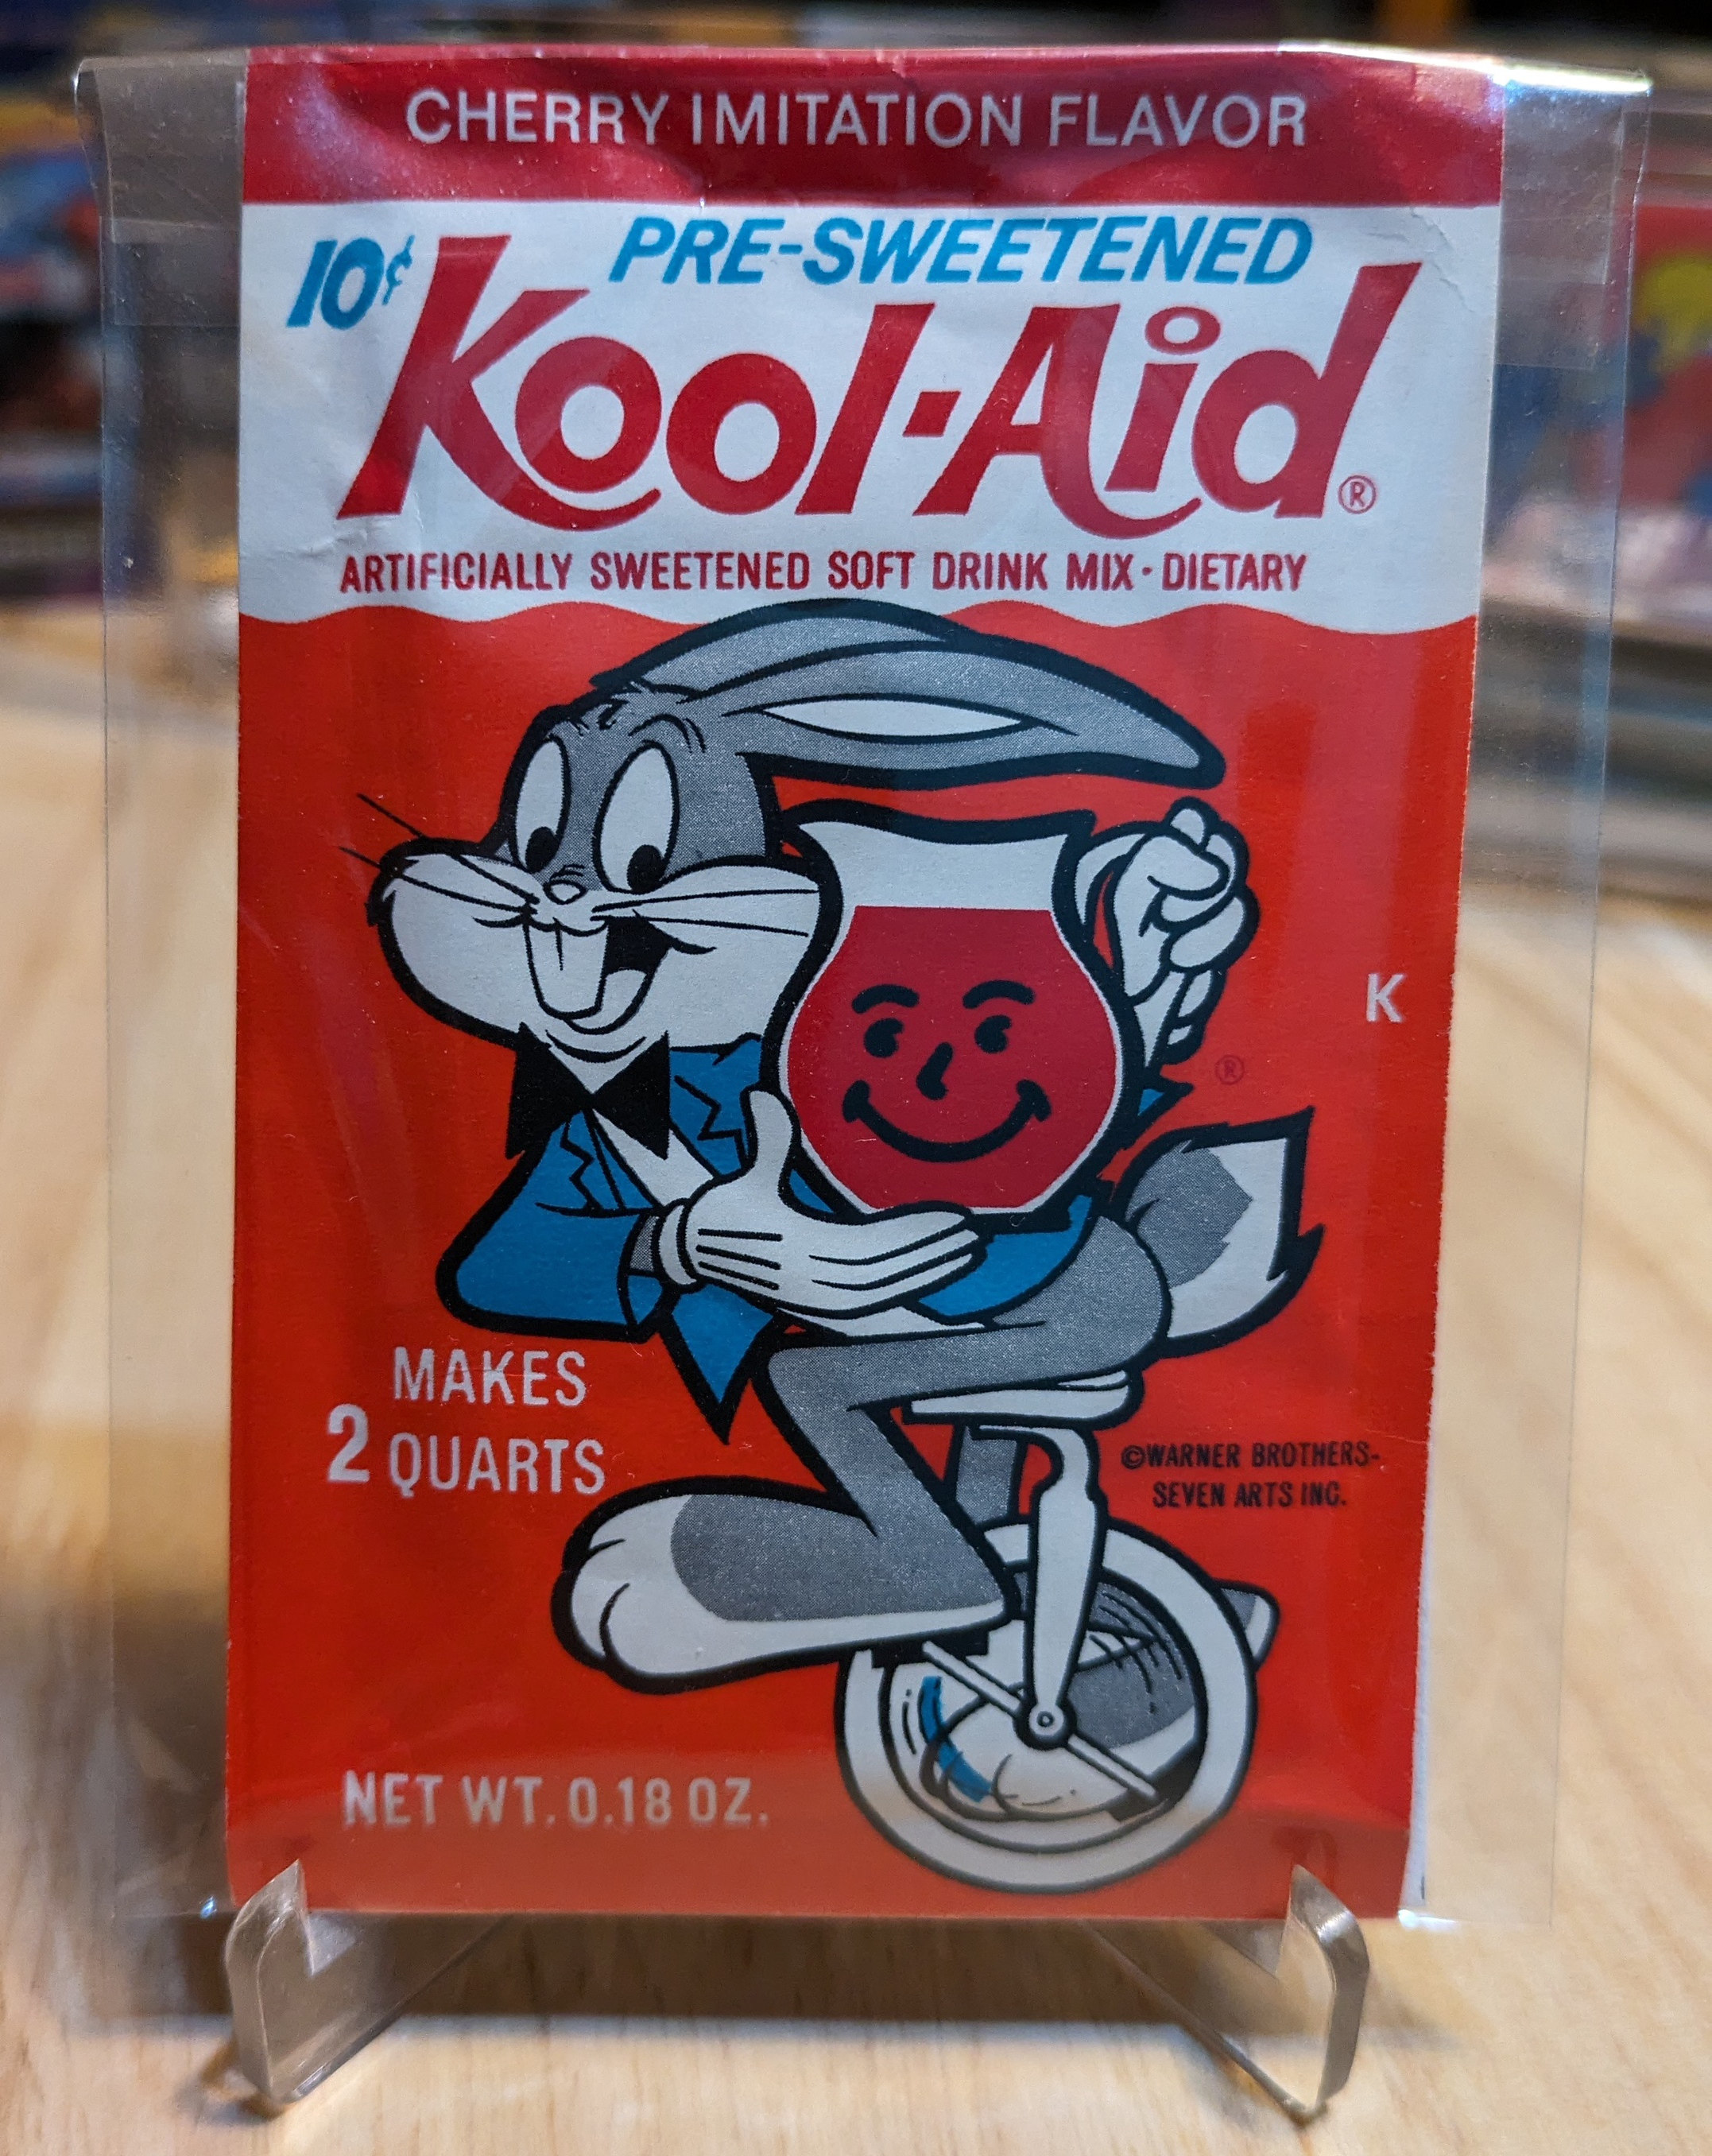 CHERRY IMITATION FLAVOR
10¢ PRE-SWEETENED
Kool-Aid®
ARTIFICIALLY SWEETENED SOFT DRINK MIX · DIETARY
K
®
MAKES
2 QUARTS
©WARNER BROTHERS-
SEVEN ARTS INC.
NET WT. 0.18 OZ.